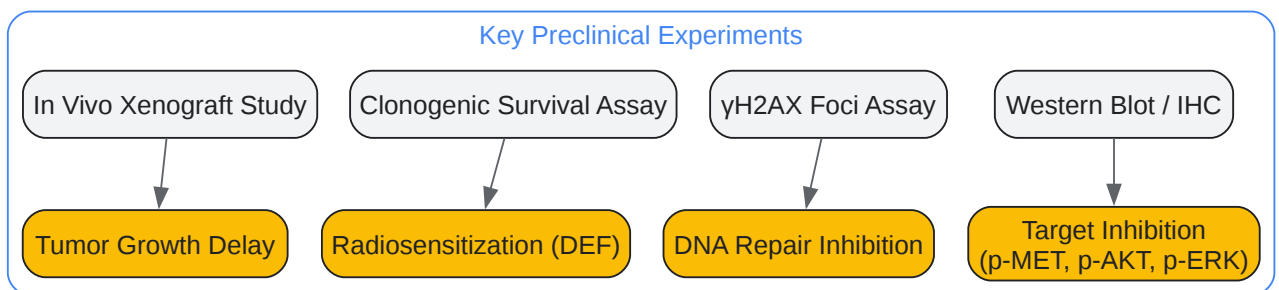 Key Preclinical Experiments
In Vivo Xenograft Study
Clonogenic Survival Assay
γH2AX Foci Assay
Western Blot / IHC
Tumor Growth Delay
Radiosensitization (DEF)
DNA Repair Inhibition
Target Inhibition
(p-MET, p-AKT, p-ERK)